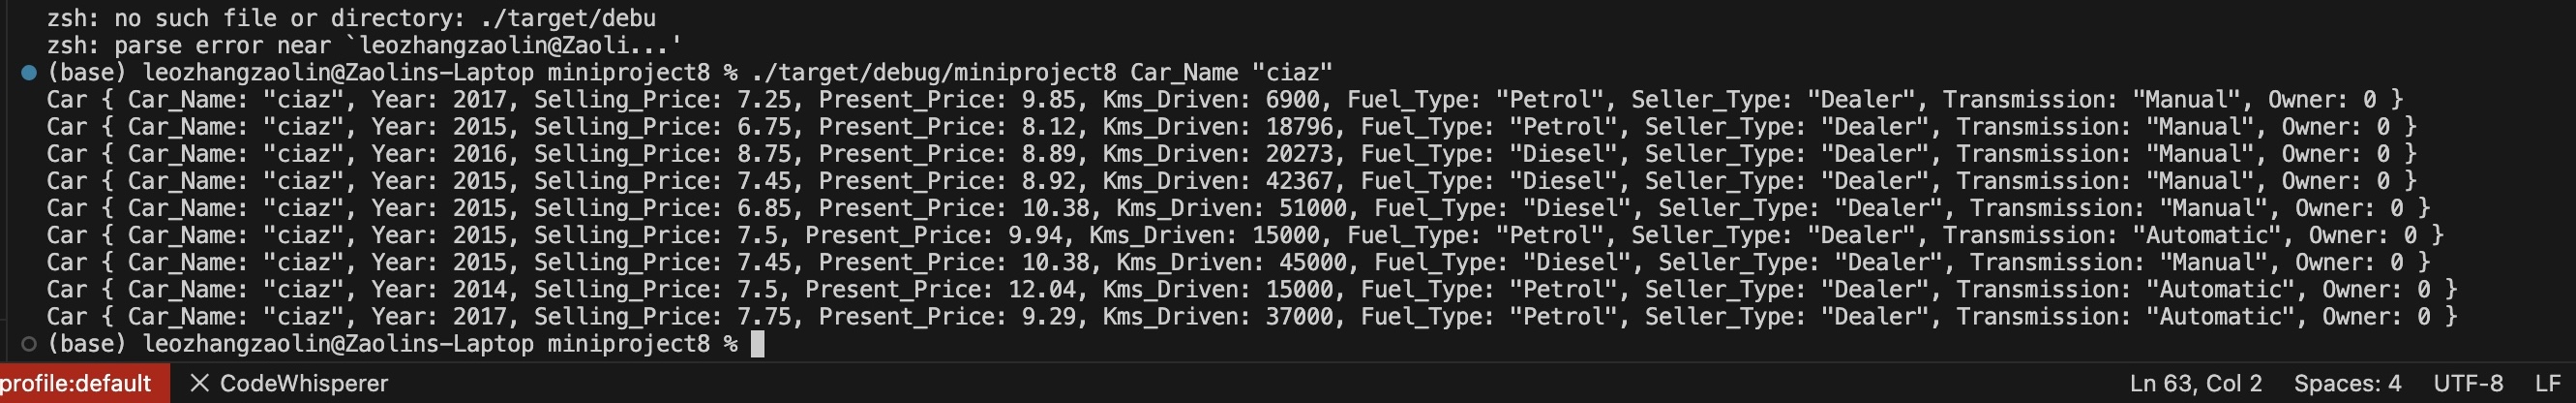 zsh: no such file or directory: ./target/debu
zsh: parse error near `leozhangzaolin@Zaoli...'
(base) leozhangzaolin@Zaolins-Laptop miniproject8 % ./target/debug/miniproject8 Car_Name "ciaz"
Car { Car_Name: "ciaz", Year: 2017, Selling_Price: 7.25, Present_Price: 9.85, Kms_Driven: 6900, Fuel_Type: "Petrol", Seller_Type: "Dealer", Transmission: "Manual", Owner: 0 }
Car { Car_Name: "ciaz", Year: 2015, Selling_Price: 6.75, Present_Price: 8.12, Kms_Driven: 18796, Fuel_Type: "Petrol", Seller_Type: "Dealer", Transmission: "Manual", Owner: 0 }
Car { Car_Name: "ciaz", Year: 2016, Selling_Price: 8.75, Present_Price: 8.89, Kms_Driven: 20273, Fuel_Type: "Diesel", Seller_Type: "Dealer", Transmission: "Manual", Owner: 0 }
Car { Car_Name: "ciaz", Year: 2015, Selling_Price: 7.45, Present_Price: 8.92, Kms_Driven: 42367, Fuel_Type: "Diesel", Seller_Type: "Dealer", Transmission: "Manual", Owner: 0 }
Car { Car_Name: "ciaz", Year: 2015, Selling_Price: 6.85, Present_Price: 10.38, Kms_Driven: 51000, Fuel_Type: "Diesel", Seller_Type: "Dealer", Transmission: "Manual", Owner: 0 }
Car { Car_Name: "ciaz", Year: 2015, Selling_Price: 7.5, Present_Price: 9.94, Kms_Driven: 15000, Fuel_Type: "Petrol", Seller_Type: "Dealer", Transmission: "Automatic", Owner: 0 }
Car { Car_Name: "ciaz", Year: 2015, Selling_Price: 7.45, Present_Price: 10.38, Kms_Driven: 45000, Fuel_Type: "Diesel", Seller_Type: "Dealer", Transmission: "Manual", Owner: 0 }
Car { Car_Name: "ciaz", Year: 2014, Selling_Price: 7.5, Present_Price: 12.04, Kms_Driven: 15000, Fuel_Type: "Petrol", Seller_Type: "Dealer", Transmission: "Automatic", Owner: 0 }
Car { Car_Name: "ciaz", Year: 2017, Selling_Price: 7.75, Present_Price: 9.29, Kms_Driven: 37000, Fuel_Type: "Petrol", Seller_Type: "Dealer", Transmission: "Automatic", Owner: 0 }
(base) leozhangzaolin@Zaolins-Laptop miniproject8 %
profile:default CodeWhisperer Ln 63, Col 2 Spaces: 4 UTF-8 LF